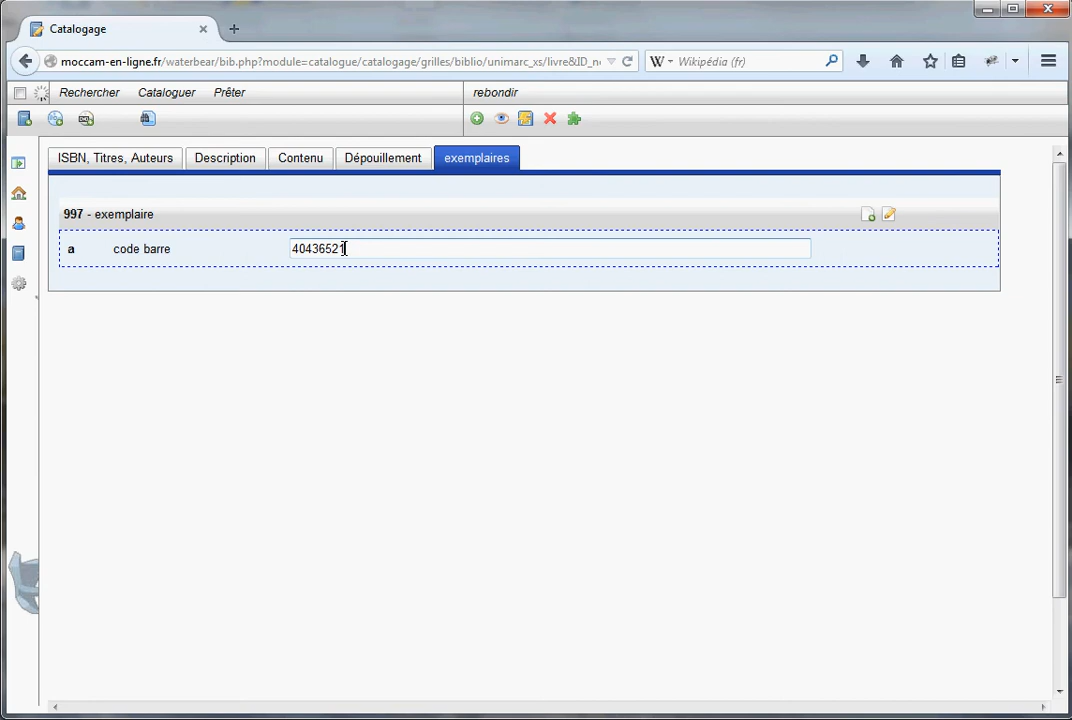 Catalogage
moccam-en-ligne.fr/waterbear/bib.php?module=catalogue/catalogage/grilles/biblio/unimarc_xs/livre&ID_n
W Wikipédia (fr)
Rechercher Cataloguer Prêter rebondir
ISBN, Titres, Auteurs Description Contenu Dépouillement exemplaires
997 - exemplaire
a code barre 40436521